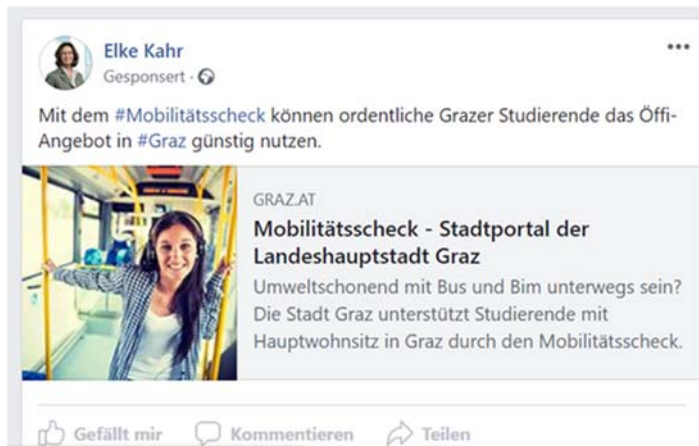 Elke Kahr
Gesponsert ·
Mit dem #Mobilitätsscheck können ordentliche Grazer Studierende das Öffi-
Angebot in #Graz günstig nutzen.
GRAZ.AT
Mobilitätsscheck - Stadtportal der
Landeshauptstadt Graz
Umweltschonend mit Bus und Bim unterwegs sein?
Die Stadt Graz unterstützt Studierende mit
Hauptwohnsitz in Graz durch den Mobilitätsscheck.
Gefällt mir Kommentieren Teilen